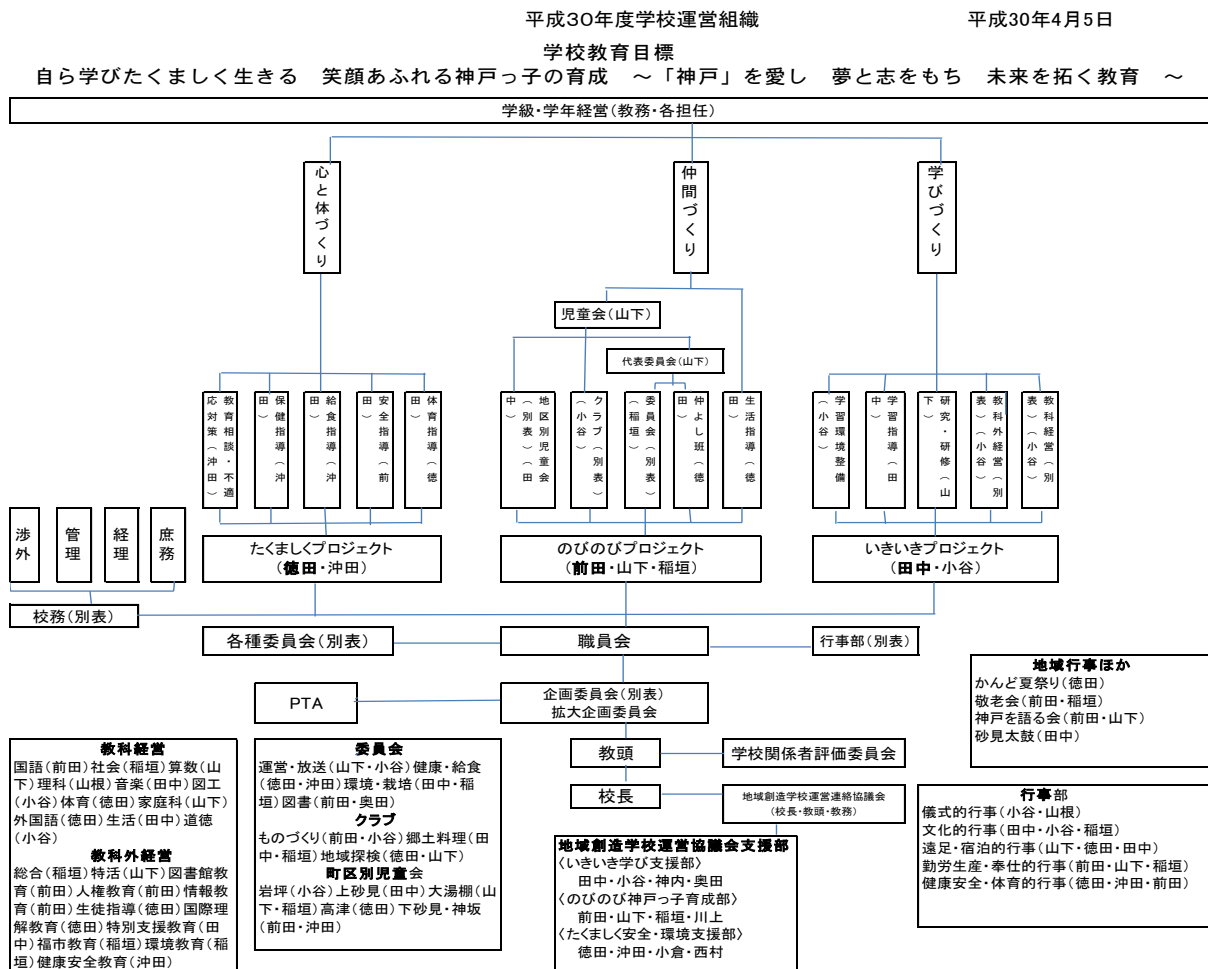 平成３０年度学校運営組織
平成30年4月5日
学校教育目標
自ら学びたくましく生きる　笑顔あふれる神戸っ子の育成　～「神戸」を愛し　夢と志をもち　未来を拓く教育　～
学級・学年経営(教務・各担任)
心と体づくり
仲間づくり
学びづくり
児童会(山下)
代表委員会(山下)
教育相談・不適
応対策(沖田)
保健指導(沖
田)
給食指導(沖
田)
安全指導(前
田)
体育指導(徳
田)
地区別児童会
(別表)(田
中)
クラブ(別表)
(小谷)
委員会(別表)
(稲垣)
仲よし班(徳
田)
生活指導(徳
田)
学習環境整備
(小谷)
学習指導(田
中)
研究・研修(山
下)
教科外経営(別
表)(小谷)
教科経営(別
表)(小谷)
渉外
管理
経理
庶務
たくましくプロジェクト
(徳田・沖田)
のびのびプロジェクト
(前田・山下・稲垣)
いきいきプロジェクト
(田中・小谷)
校務(別表)
各種委員会(別表)
職員会
行事部(別表)
PTA
企画委員会(別表)
拡大企画委員会
教頭
学校関係者評価委員会
校長
地域創造学校運営連絡協議会
(校長・教頭・教務)
地域行事ほか
かんど夏祭り(徳田)
敬老会(前田・稲垣)
神戸を語る会(前田・山下)
砂見太鼓(田中)
教科経営
国語(前田)社会(稲垣)算数(山
下)理科(山根)音楽(田中)図工
(小谷)体育(徳田)家庭科(山下)
外国語(徳田)生活(田中)道徳
(小谷)
教科外経営
総合(稲垣)特活(山下)図書館教
育(前田)人権教育(前田)情報教
育(前田)生徒指導(徳田)国際理
解教育(徳田)特別支援教育(田
中)福市教育(稲垣)環境教育(稲
垣)健康安全教育(沖田)
委員会
運営・放送(山下・小谷)健康・給食
(徳田・沖田)環境・栽培(田中・稲
垣)図書(前田・奥田)
クラブ
ものづくり(前田・小谷)郷土料理(田
中・稲垣)地域探検(徳田・山下)
町区別児童会
岩坪(小谷)上砂見(田中)大湯棚(山
下・稲垣)高津(徳田)下砂見・神坂
(前田・沖田)
地域創造学校運営協議会支援部
〈いきいき学び支援部〉
田中・小谷・神内・奥田
〈のびのび神戸っ子育成部〉
前田・山下・稲垣・川上
〈たくましく安全・環境支援部〉
徳田・沖田・小倉・西村
行事部
儀式的行事(小谷・山根)
文化的行事(田中・小谷・稲垣)
遠足・宿泊的行事(山下・徳田・田中)
勤労生産・奉仕的行事(前田・山下・稲垣)
健康安全・体育的行事(徳田・沖田・前田)